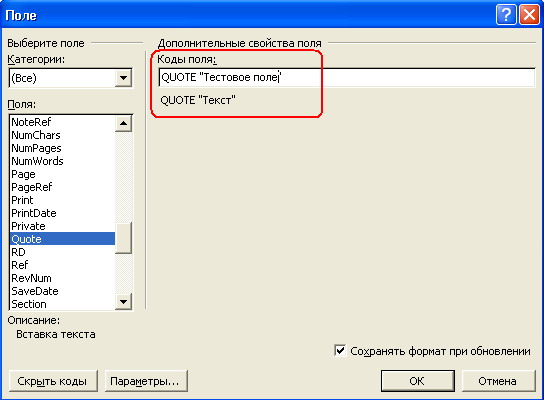 Поле
Выберите поле
Категории:
(Все)
Поля:
NoteRef
NumChars
NumPages
NumWords
Page
PageRef
Print
PrintDate
Private
Quote
RD
Ref
RevNum
SaveDate
Section
Описание:
Вставка текста
Дополнительные свойства поля
Коды поля:
QUOTE "Тестовое поле"
QUOTE "Текст"
Сохранять формат при обновлении
Скрыть коды
Параметры...
ОК
Отмена